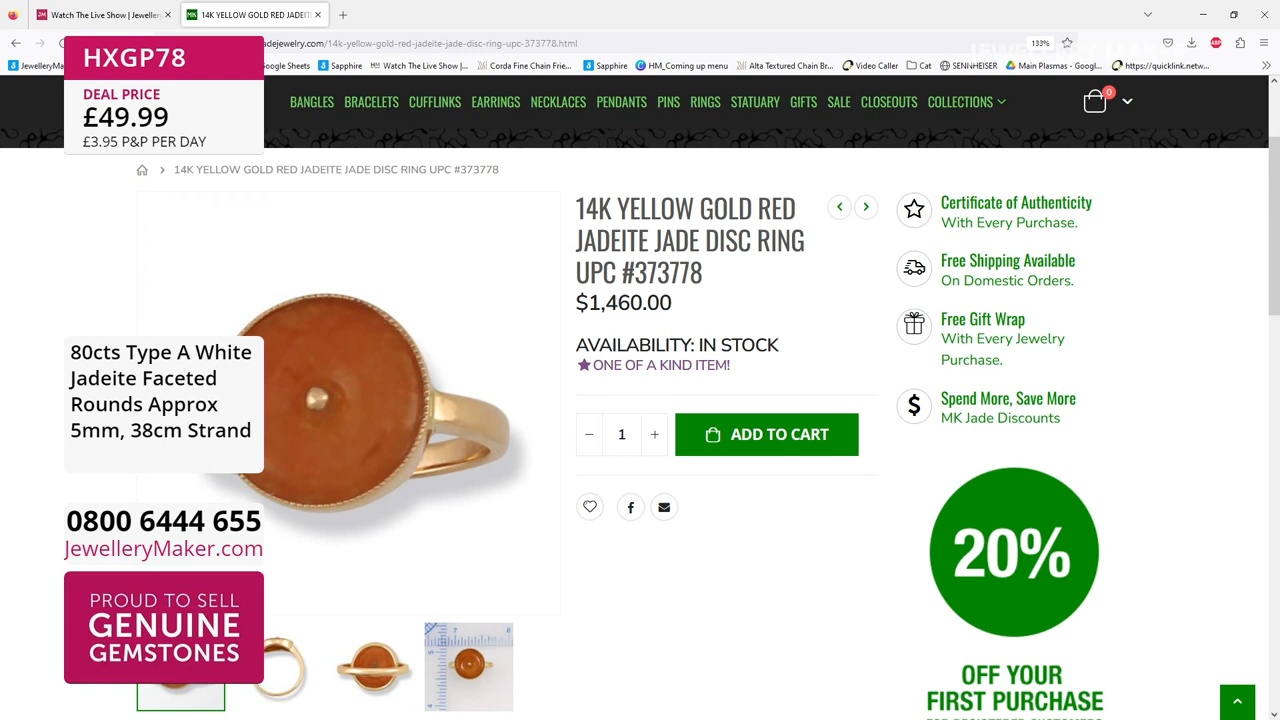 Watch The Live Show | Jeweller
14K YELLOW GOLD RED JADEIT
HXGP78
DEAL PRICE
£49.99
£3.95 P&P PER DAY
adejewelry.com/14k-yellow-gold-red-jadeite-jade-disc-ring-upc-373778.html
133%
JewelleryM
Google Sheets
Sapphire
Watch The Live Show |...
Corda Fine Chain Frie...
Sapphire
HM_Coming up menu
Alta Textured Chain Br...
Video Caller
Cat
SENNHEISER
Main Plasmas - Googl...
https://quicklink.netw...
BANGLES BRACELETS CUFFLINKS EARRINGS NECKLACES PENDANTS PINS RINGS STATUARY GIFTS SALE CLOSEOUTS COLLECTIONS
0
14K YELLOW GOLD RED JADEITE JADE DISC RING UPC #373778
14K YELLOW GOLD RED
JADEITE JADE DISC RING
UPC #373778
$1,460.00
AVAILABILITY: IN STOCK
ONE OF A KIND ITEM!
1
ADD TO CART
Certificate of Authenticity
With Every Purchase.
Free Shipping Available
On Domestic Orders.
Free Gift Wrap
With Every Jewelry
Purchase.
Spend More, Save More
MK Jade Discounts
20%
OFF YOUR
FIRST PURCHASE
80cts Type A White
Jadeite Faceted
Rounds Approx
5mm, 38cm Strand
0800 6444 655
JewelleryMaker.com
PROUD TO SELL
GENUINE
GEMSTONES